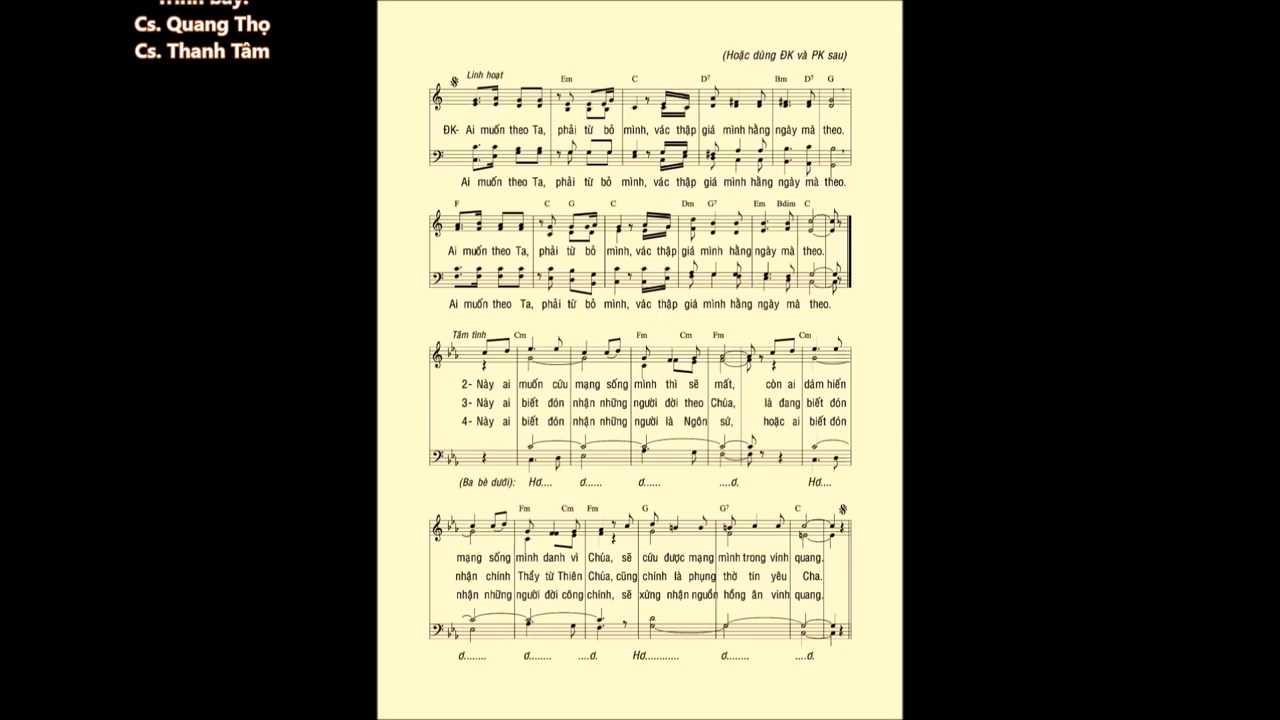 Trình bày:
Cs. Quang Thọ
Cs. Thanh Tâm
(Hoặc dùng ĐK và PK sau)
Linh hoạt
Em C D7 Bm D7 G
ĐK- Ai muốn theo Ta, phải từ bỏ mình, vác thập giá mình hằng ngày mà theo.
Ai muốn theo Ta, phải từ bỏ mình, vác thập giá mình hằng ngày mà theo.
F C G C Dm G7 Em Bdim C
Ai muốn theo Ta, phải từ bỏ mình, vác thập giá mình hằng ngày mà theo.
Ai muốn theo Ta, phải từ bỏ mình, vác thập giá mình hằng ngày mà theo.
Tâm tình
Cm Fm Cm Fm Cm
2- Này ai muốn cứu mạng sống mình thì sẽ mất, còn ai dám hiến
3- Này ai biết đón nhận những người đời theo Chúa, là đang biết đón
4- Này ai biết đón nhận những người là Ngôn sứ, hoặc ai biết đón
(Ba bè dưới): Hơ.... ơ...... ơ...... ....ơ. Hơ....
Fm Cm Fm G G7 C
mạng sống mình danh vì Chúa, sẽ cứu được mạng mình trong vinh quang.
nhận chính Thầy từ Thiên Chúa, cũng chính là phụng thờ tin yêu Cha.
nhận những người đời công chính, sẽ xứng nhận nguồn hồng ân vinh quang.
ơ........ ơ........ ....ơ. Hơ............ ơ........ ....ơ.